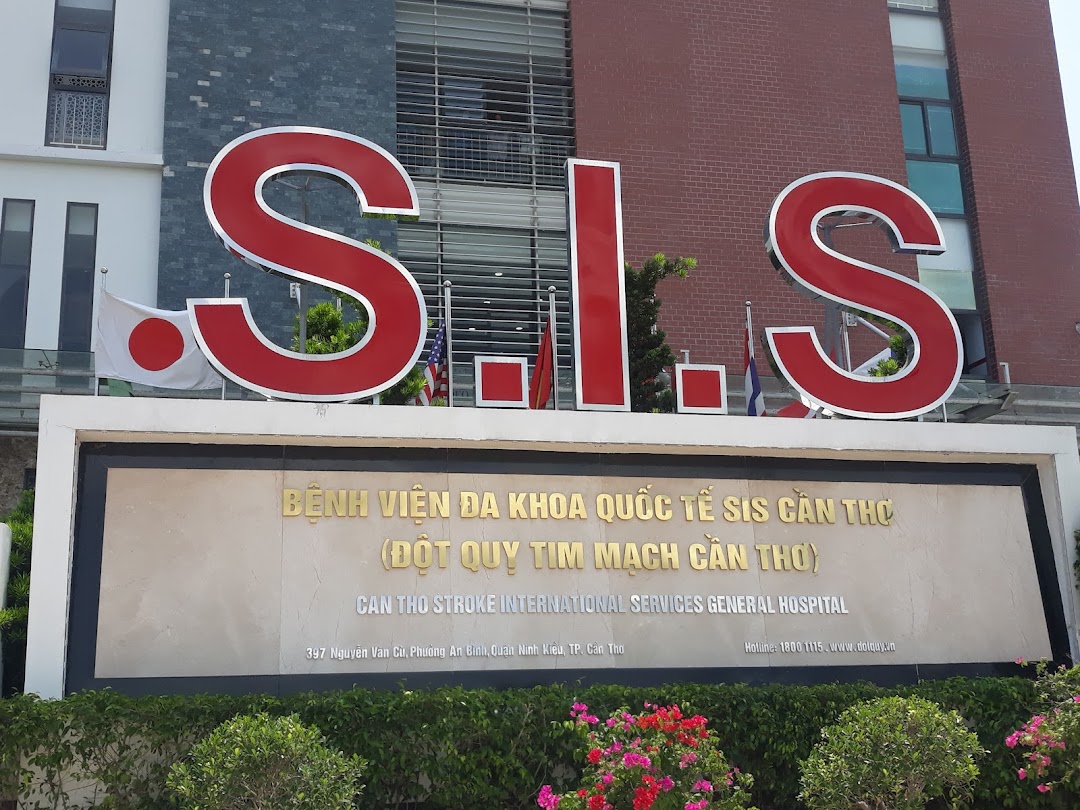 S.I.S
BỆNH VIỆN ĐA KHOA QUỐC TẾ SIS CẦN THƠ
(ĐỘT QUỴ TIM MẠCH CẦN THƠ)
CAN THO STROKE INTERNATIONAL SERVICES GENERAL HOSPITAL
397 Nguyễn Văn Cừ, Phường An Bình, Quận Ninh Kiều, TP. Cần Thơ
Hotline: 1800 1115 . www.dotquy.vn